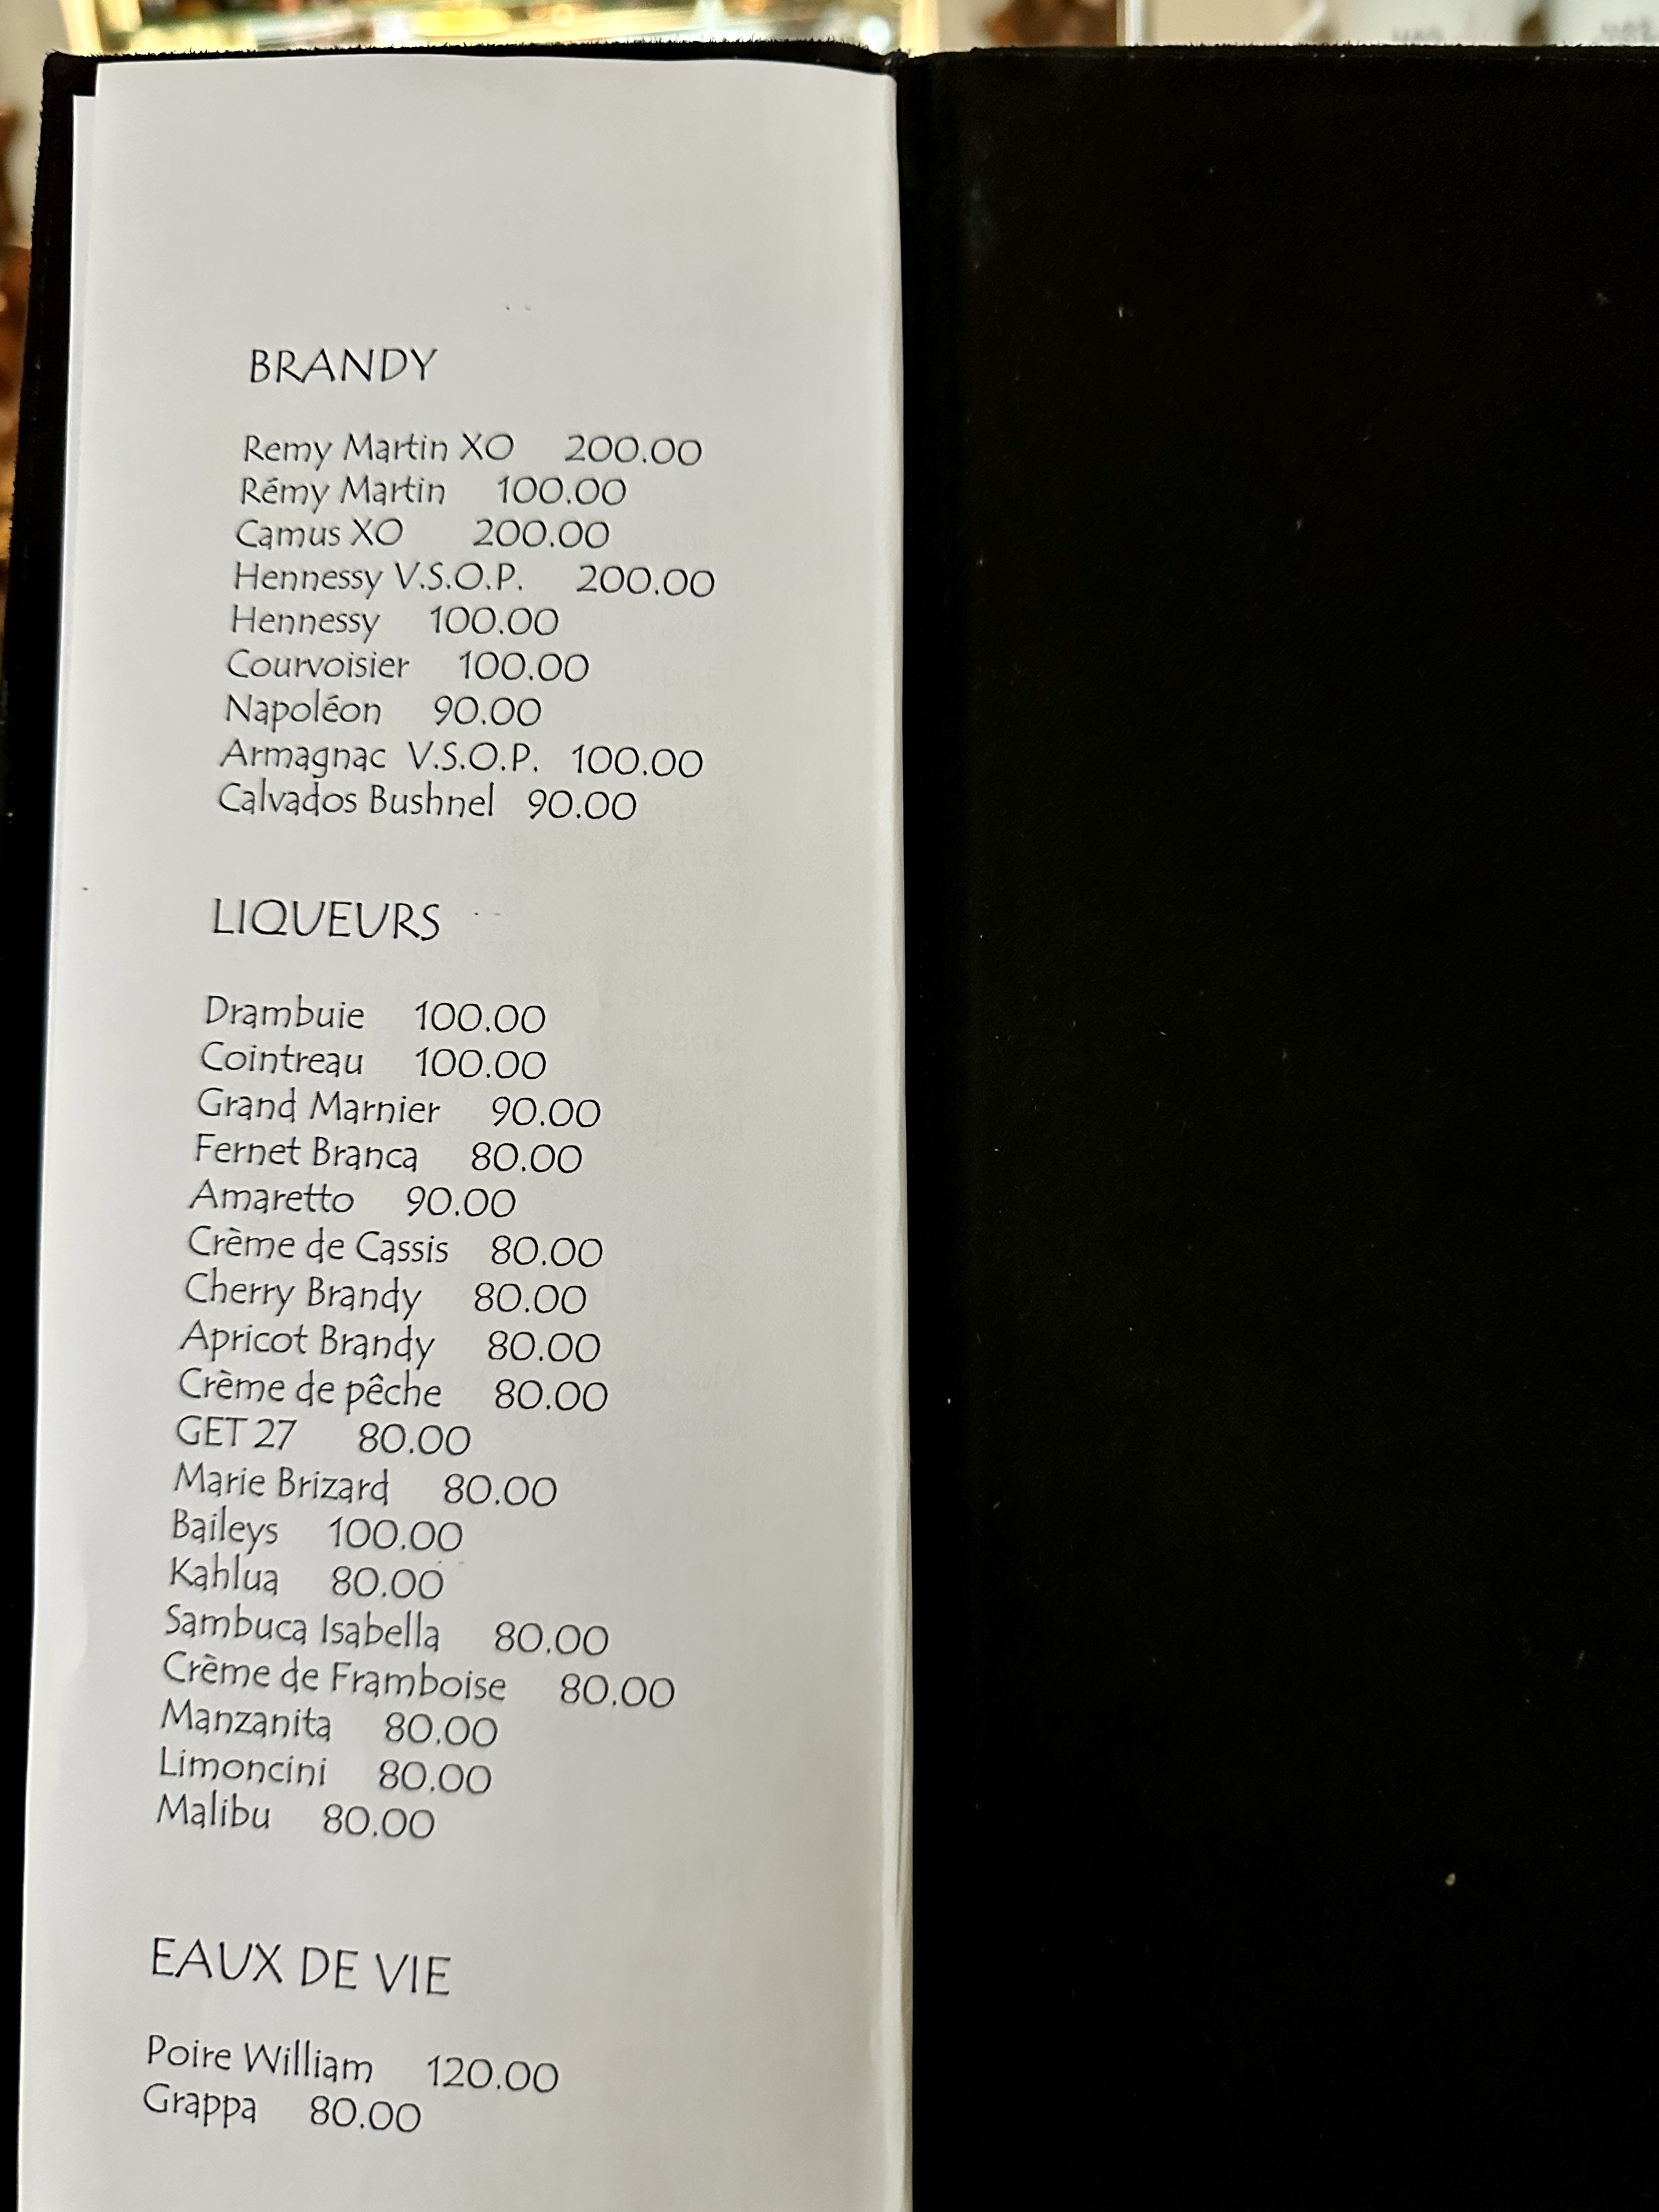 BRANDY
Remy Martin XO 200.00
Rémy Martin 100.00
Camus XO 200.00
Hennessy V.S.O.P. 200.00
Hennessy 100.00
Courvoisier 100.00
Napoléon 90.00
Armagnac V.S.O.P. 100.00
Calvados Bushnel 90.00
LIQUEURS
Drambuie 100.00
Cointreau 100.00
Grand Marnier 90.00
Fernet Branca 80.00
Amaretto 90.00
Crème de Cassis 80.00
Cherry Brandy 80.00
Apricot Brandy 80.00
Crème de pêche 80.00
GET 27 80.00
Marie Brizard 80.00
Baileys 100.00
Kahlua 80.00
Sambuca Isabella 80.00
Crème de Framboise 80.00
Manzanita 80.00
Limoncini 80.00
Malibu 80.00
EAUX DE VIE
Poire William 120.00
Grappa 80.00